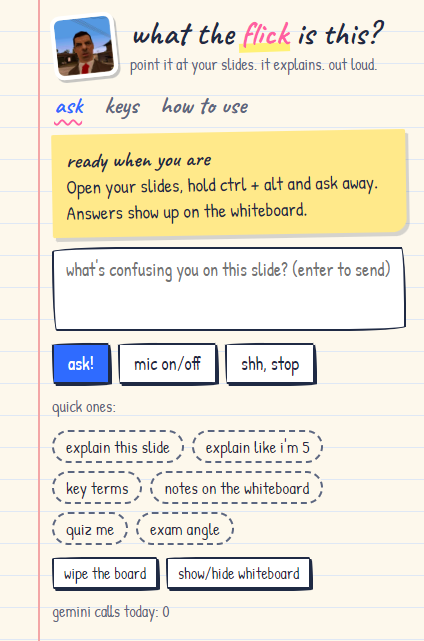 what the flick is this?
point it at your slides. it explains. out loud.
ask keys how to use
ready when you are
Open your slides, hold ctrl + alt and ask away.
Answers show up on the whiteboard.
what's confusing you on this slide? (enter to send)
ask! mic on/off shh, stop
quick ones:
explain this slide explain like i'm 5
key terms notes on the whiteboard
quiz me exam angle
wipe the board show/hide whiteboard
gemini calls today: 0